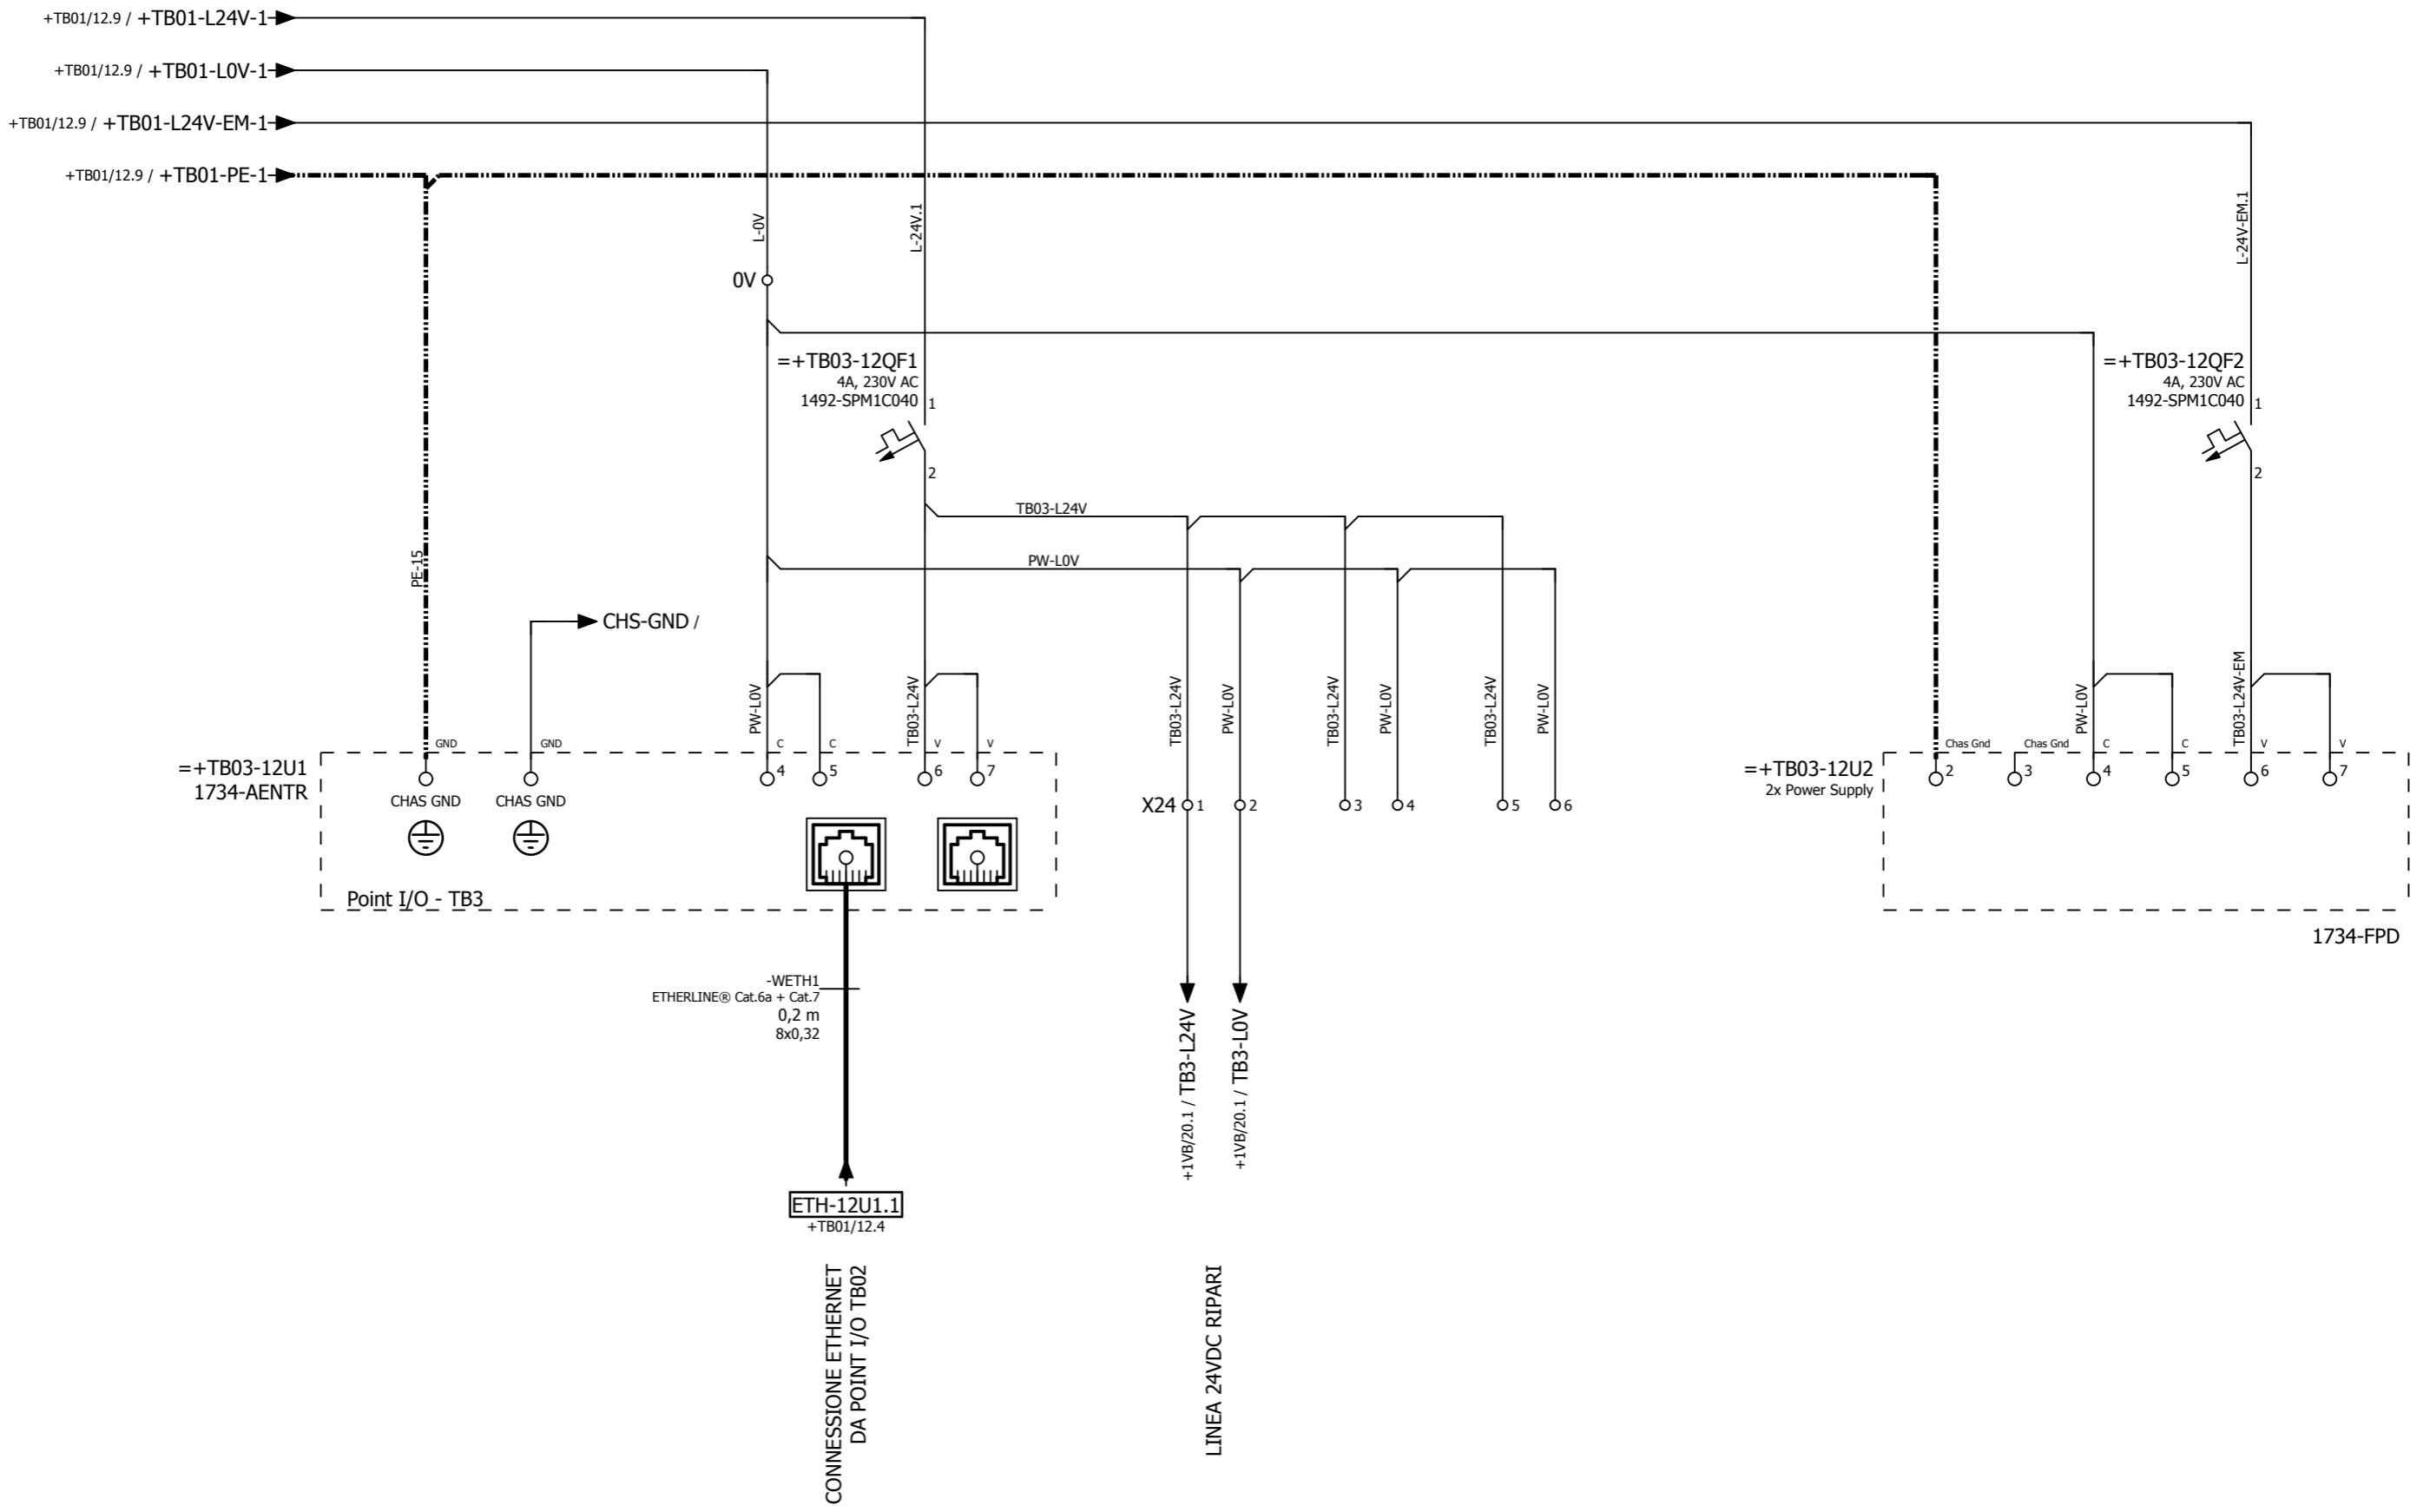 +TB01/12.9 / +TB01-L24V-1
+TB01/12.9 / +TB01-L0V-1
+TB01/12.9 / +TB01-L24V-EM-1
+TB01/12.9 / +TB01-PE-1
L-0V
L-24V.1
L-24V-EM.1
0V
=+TB03-12QF1
4A, 230V AC
1492-SPM1C040
1
2
=+TB03-12QF2
4A, 230V AC
1492-SPM1C040
1
2
TB03-L24V
PW-L0V
PE-15
CHS-GND /
PW-L0V
TB03-L24V
TB03-L24V
PW-L0V
TB03-L24V
PW-L0V
TB03-L24V
PW-L0V
PW-L0V
TB03-L24V-EM
GND
GND
C
C
V
V
Chas Gnd
Chas Gnd
C
C
V
V
=+TB03-12U1
1734-AENTR
4
5
6
7
CHAS GND
CHAS GND
Point I/O - TB3
X24
1
2
3
4
5
6
=+TB03-12U2
2x Power Supply
2
3
4
5
6
7
1734-FPD
-WETH1
ETHERLINE® Cat.6a + Cat.7
0,2 m
8x0,32
+1VB/20.1 / TB3-L24V
+1VB/20.1 / TB3-L0V
ETH-12U1.1
+TB01/12.4
CONNESSIONE ETHERNET
DA POINT I/O TB02
LINEA 24VDC RIPARI